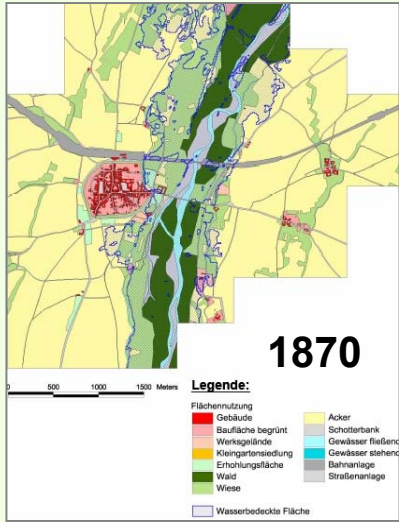 1870
0 500 1000 1500 Meters
Legende:
Flächennutzung
Gebäude
Baufläche begrünt
Werksgelände
Kleingartensiedlung
Erhohlungsfläche
Wald
Wiese
Acker
Schotterbank
Gewässer fließend
Gewässer stehend
Bahnanlage
Straßenanlage
Wasserbedeckte Fläche